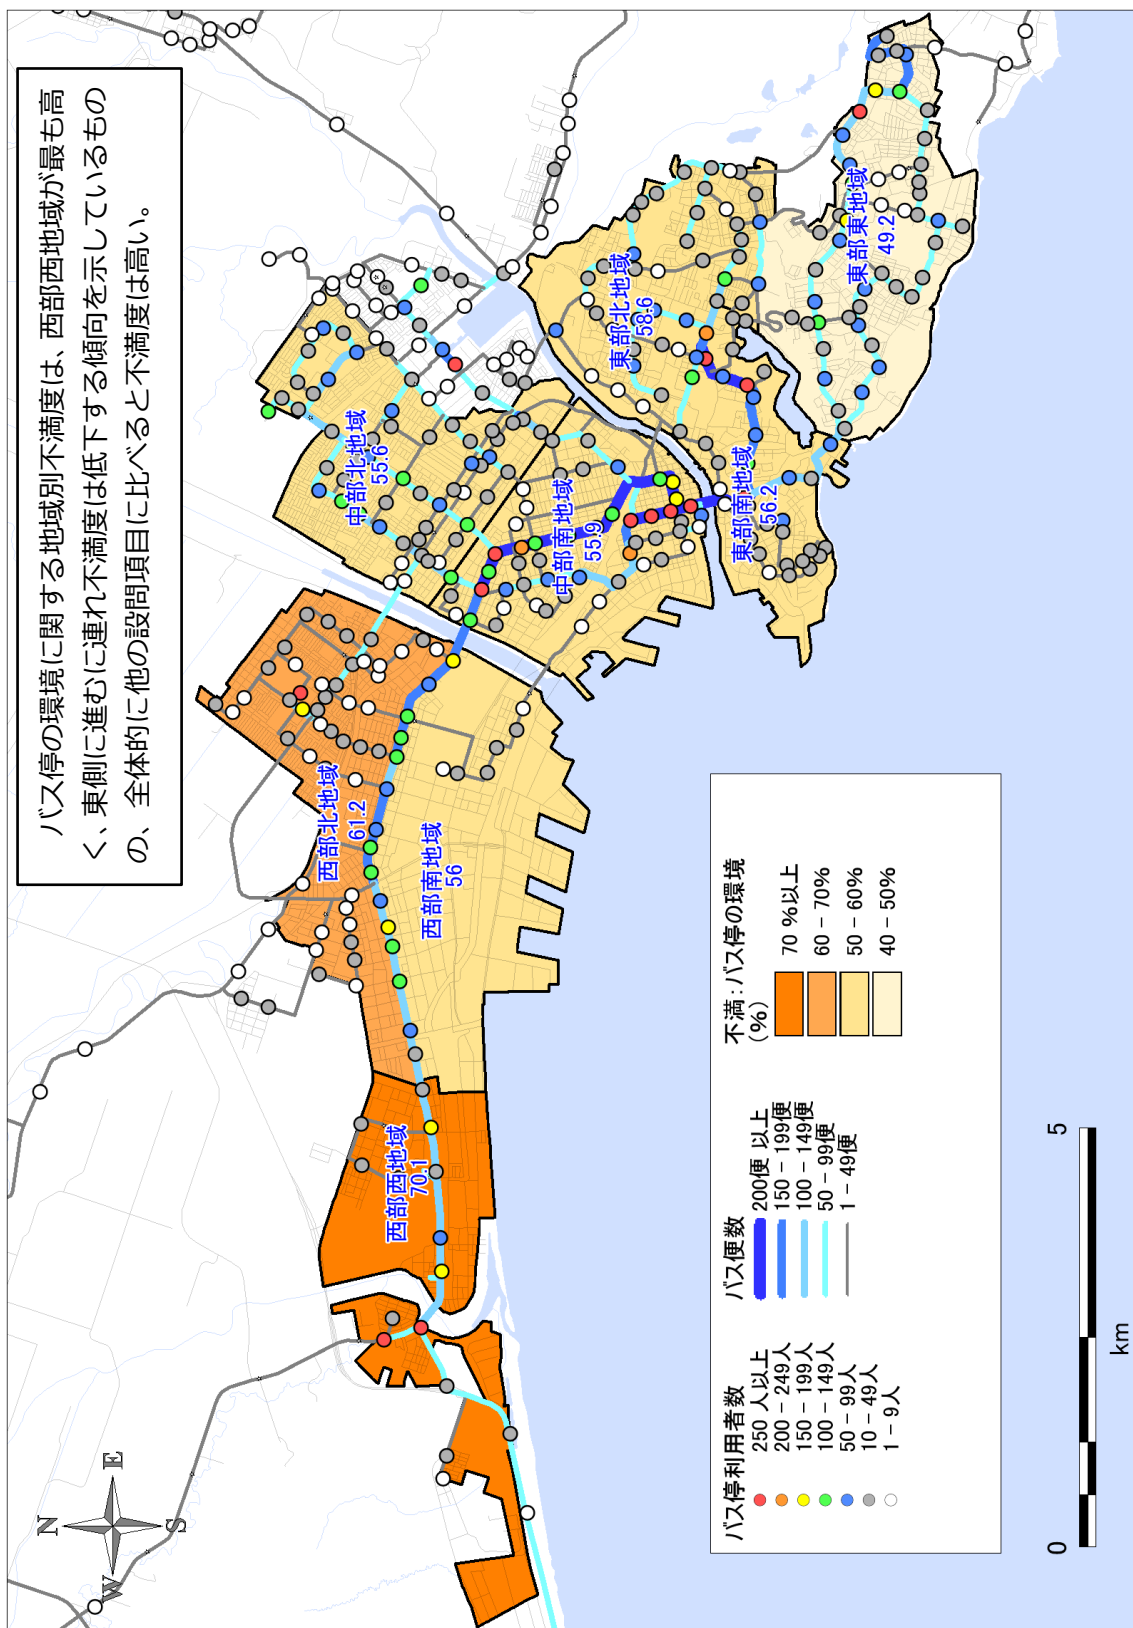 バス停の環境に関する地域別不満度は、西部西地域が最も高
く、東側に進むに連れ不満度は低下する傾向を示しているもの
の、全体的に他の設問項目に比べると不満度は高い。
N
W
E
S
西部西地域
70.1
西部北地域
61.2
西部南地域
56
中部北地域
55.6
中部南地域
55.9
東部北地域
58.6
東部南地域
56.2
東部東地域
49.2
バス停利用者数
250 人以上
200 - 249人
150 - 199人
100 - 149人
50 - 99人
10 - 49人
1 - 9人
バス便数
200便 以上
150 - 199便
100 - 149便
50 - 99便
1 - 49便
不満：バス停の環境
(%)
70 %以上
60 - 70%
50 - 60%
40 - 50%
0
5
km